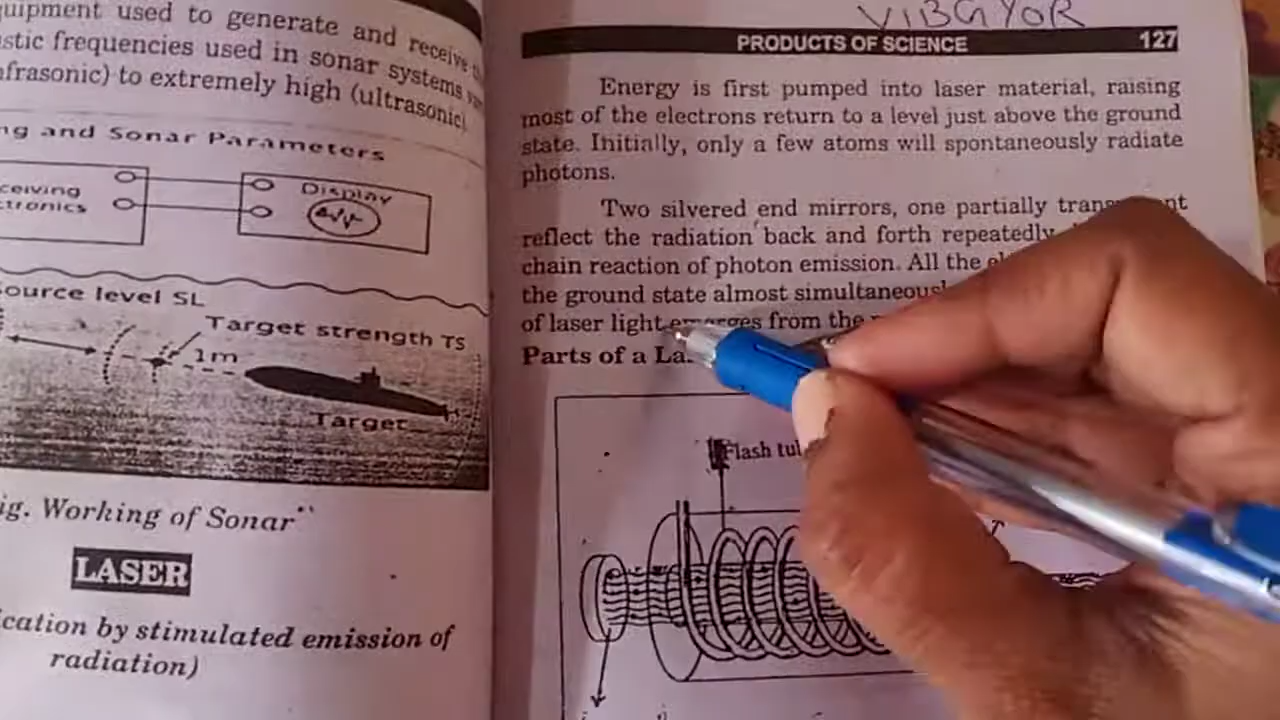 uipment used to generate and receive
stic frequencies used in sonar systems
nfrasonic) to extremely high (ultrasonic).
ng and Sonar Parameters
ceiving
ctronics
Display
ource level SL
Target strength TS
1m
Target
ig. Working of Sonar
LASER
cation by stimulated emission of
radiation)
VIBGYOR
PRODUCTS OF SCIENCE 127
Energy is first pumped into laser material, raising
most of the electrons return to a level just above the ground
state. Initially, only a few atoms will spontaneously radiate
photons.
Two silvered end mirrors, one partially
reflect the radiation back and forth repeatedly
chain reaction of photon emission. All the
the ground state almost
of laser light emerges from the
Parts of a
Flash